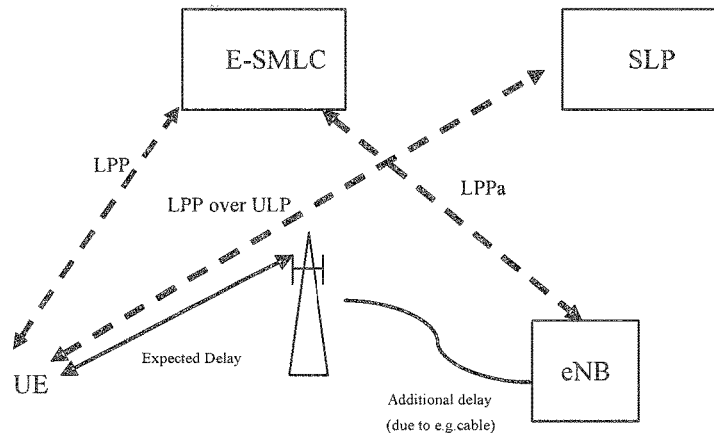 E-SMLC
SLP
LPP
LPP over ULP
LPPa
Expected Delay
UE
eNB
Additional delay
(due to e.g.cable)